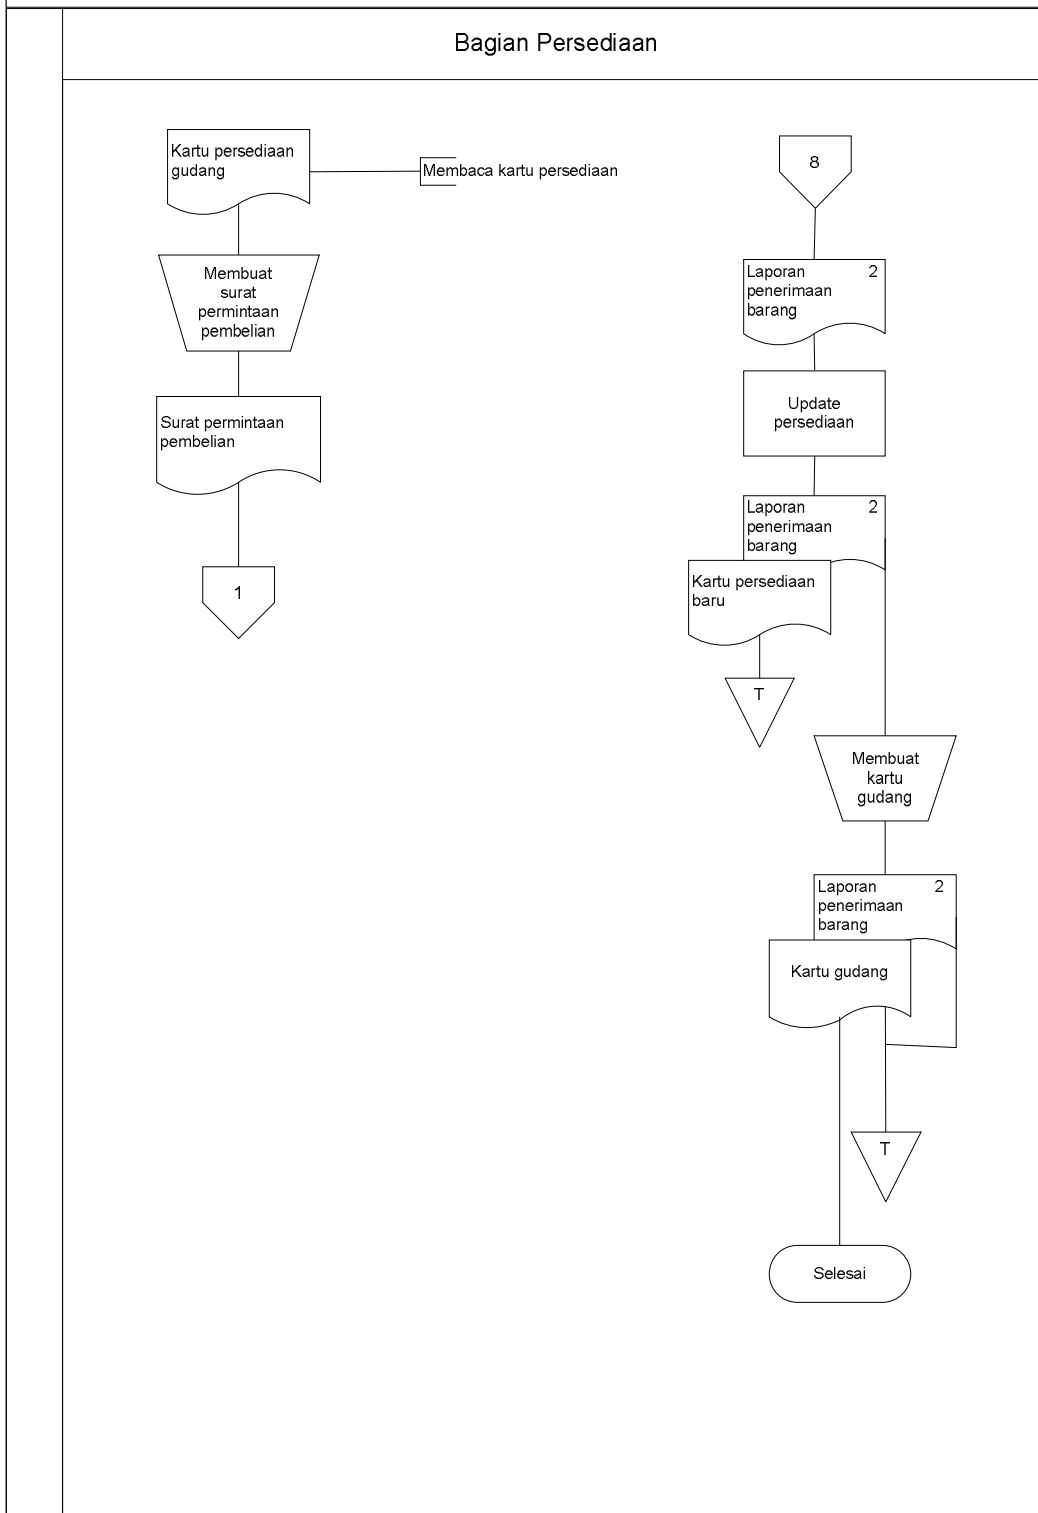 Bagian Persediaan
Kartu persediaan
gudang
Membaca kartu persediaan
Membuat
surat
permintaan
pembelian
Surat permintaan
pembelian
1
8
Laporan 2
penerimaan
barang
Update
persediaan
Laporan 2
penerimaan
barang
Kartu persediaan
baru
T
Membuat
kartu
gudang
Laporan 2
penerimaan
barang
Kartu gudang
T
Selesai